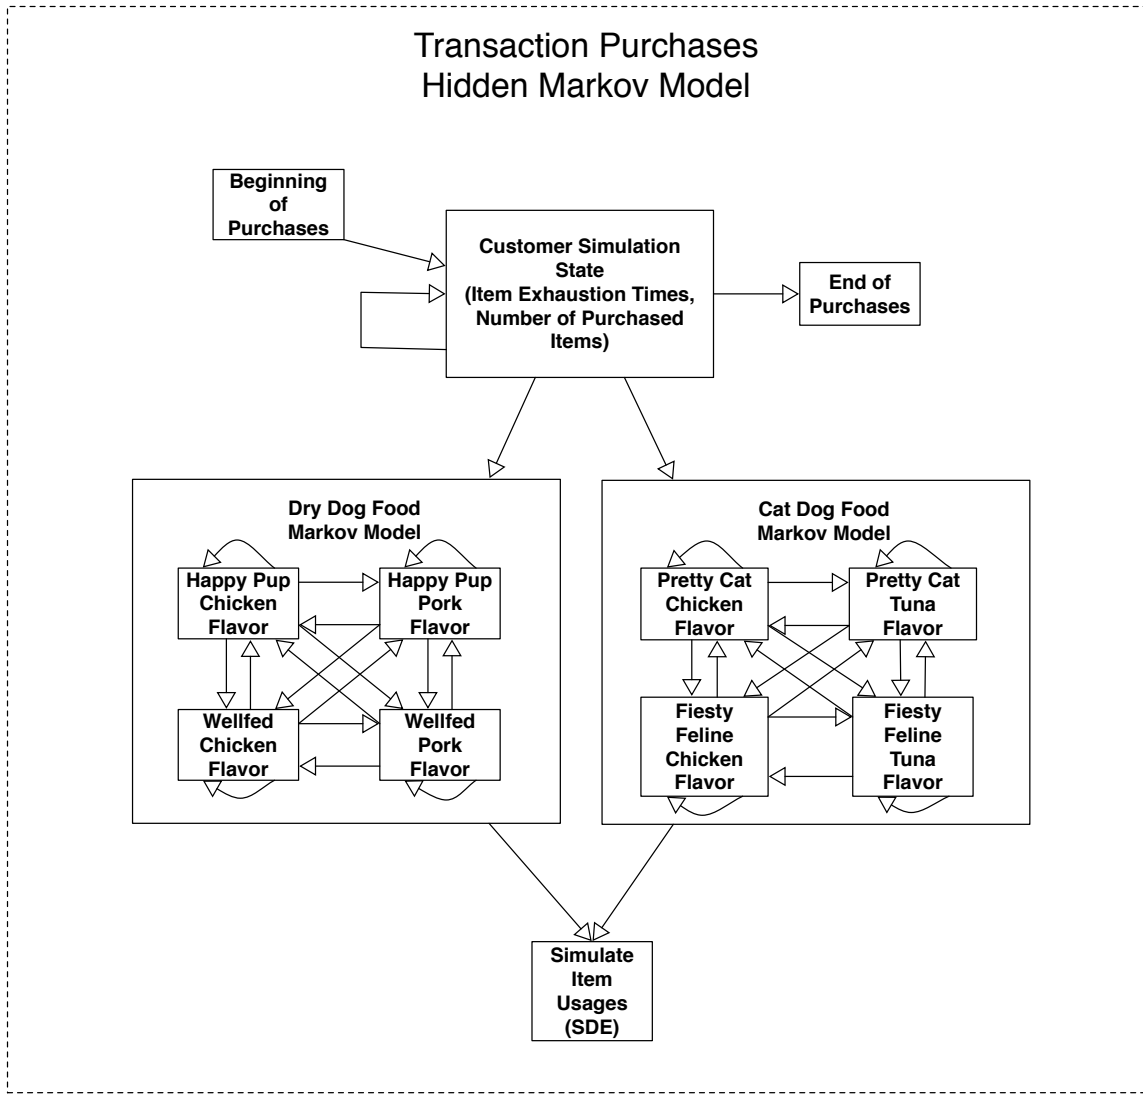 Transaction Purchases
Hidden Markov Model
Beginning
of
Purchases
Customer Simulation
State
(Item Exhaustion Times,
Number of Purchased
Items)
End of
Purchases
Dry Dog Food
Markov Model
Happy Pup
Chicken
Flavor
Happy Pup
Pork
Flavor
Wellfed
Chicken
Flavor
Wellfed
Pork
Flavor
Cat Dog Food
Markov Model
Pretty Cat
Chicken
Flavor
Pretty Cat
Tuna
Flavor
Fiesty
Feline
Chicken
Flavor
Fiesty
Feline
Tuna
Flavor
Simulate
Item
Usages
(SDE)